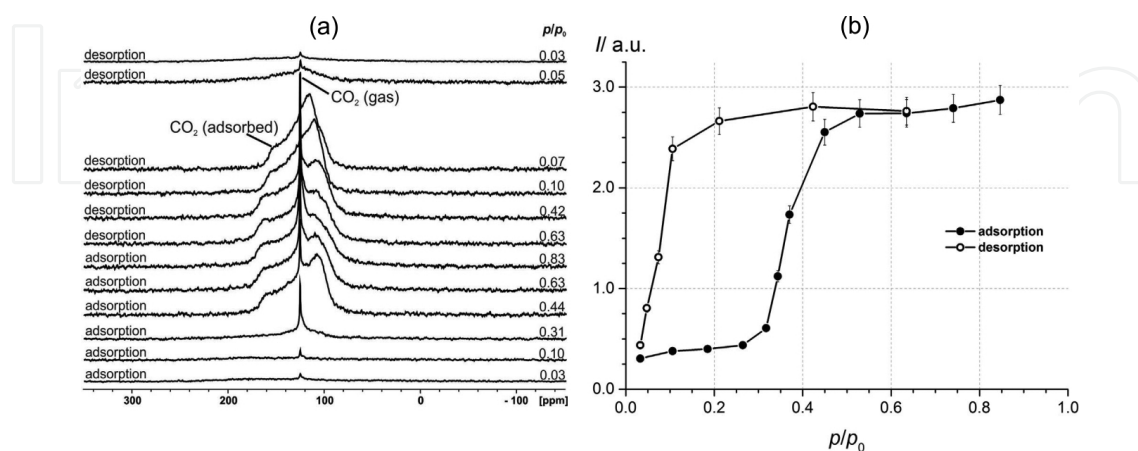 (a)
p/p₀
desorption 0.03
desorption 0.05
CO₂ (gas)
CO₂ (adsorbed)
desorption 0.07
desorption 0.10
desorption 0.42
desorption 0.63
adsorption 0.83
adsorption 0.63
adsorption 0.44
adsorption 0.31
adsorption 0.10
adsorption 0.03
300 200 100 0 - 100 [ppm]
(b)
I/ a.u.
3.0
2.0
1.0
0.0
adsorption
desorption
0.0 0.2 0.4 0.6 0.8 1.0
p/p₀